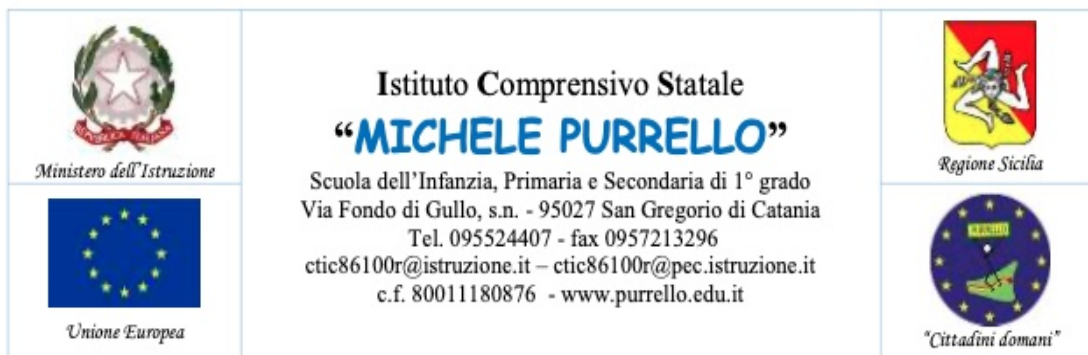 REPUBBLICA ITALIANA
Ministero dell'Istruzione
Unione Europea
Istituto Comprensivo Statale
“MICHELE PURRELLO”
Scuola dell'Infanzia, Primaria e Secondaria di 1° grado
Via Fondo di Gullo, s.n. - 95027 San Gregorio di Catania
Tel. 095524407 - fax 0957213296
ctic86100r@istruzione.it – ctic86100r@pec.istruzione.it
c.f. 80011180876 - www.purrello.edu.it
Regione Sicilia
“Cittadini domani”